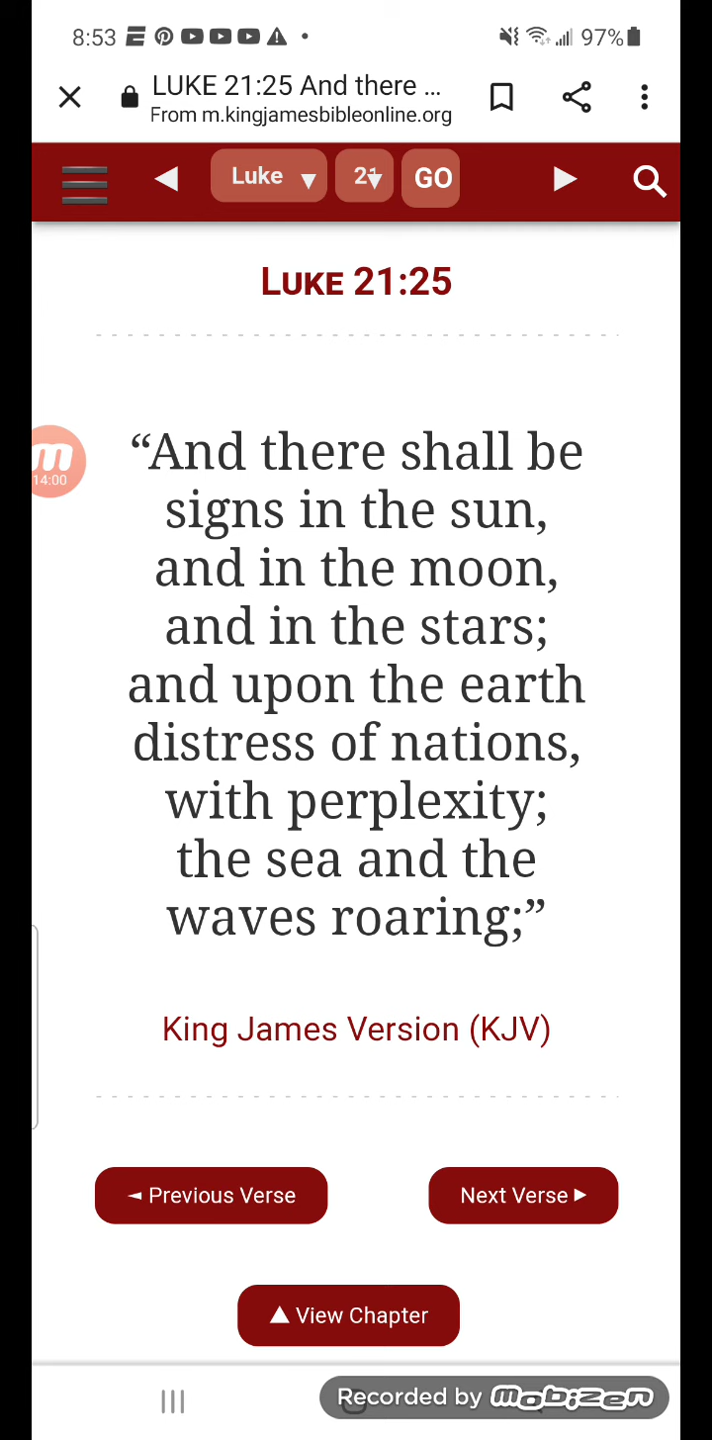 8:53 97%
LUKE 21:25 And there ...
From m.kingjamesbibleonline.org
Luke ▼ 21 ▼ GO
LUKE 21:25
“And there shall be
signs in the sun,
and in the moon,
and in the stars;
and upon the earth
distress of nations,
with perplexity;
the sea and the
waves roaring;”
m
14:00
King James Version (KJV)
◄ Previous Verse Next Verse ►
▲ View Chapter
Recorded by mobizen